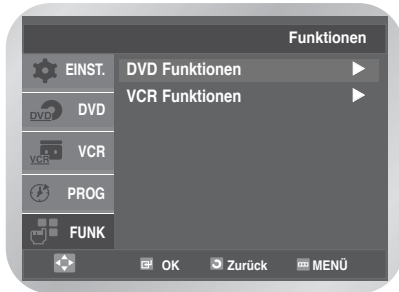 Funktionen
EINST.
DVD Funktionen
VCR Funktionen
DVD
DVD
VCR
VCR
PROG
FUNK
OK
Zurück
MENÜ